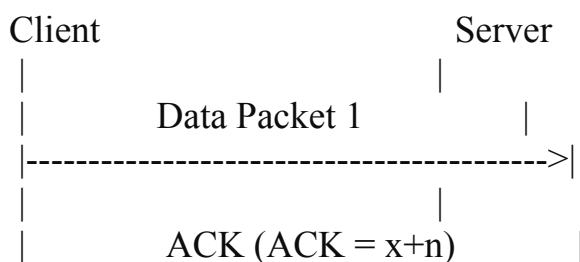 Client Server
| |
| Data Packet 1 |
|------------------------------------->|
| |
| ACK (ACK = x+n) |